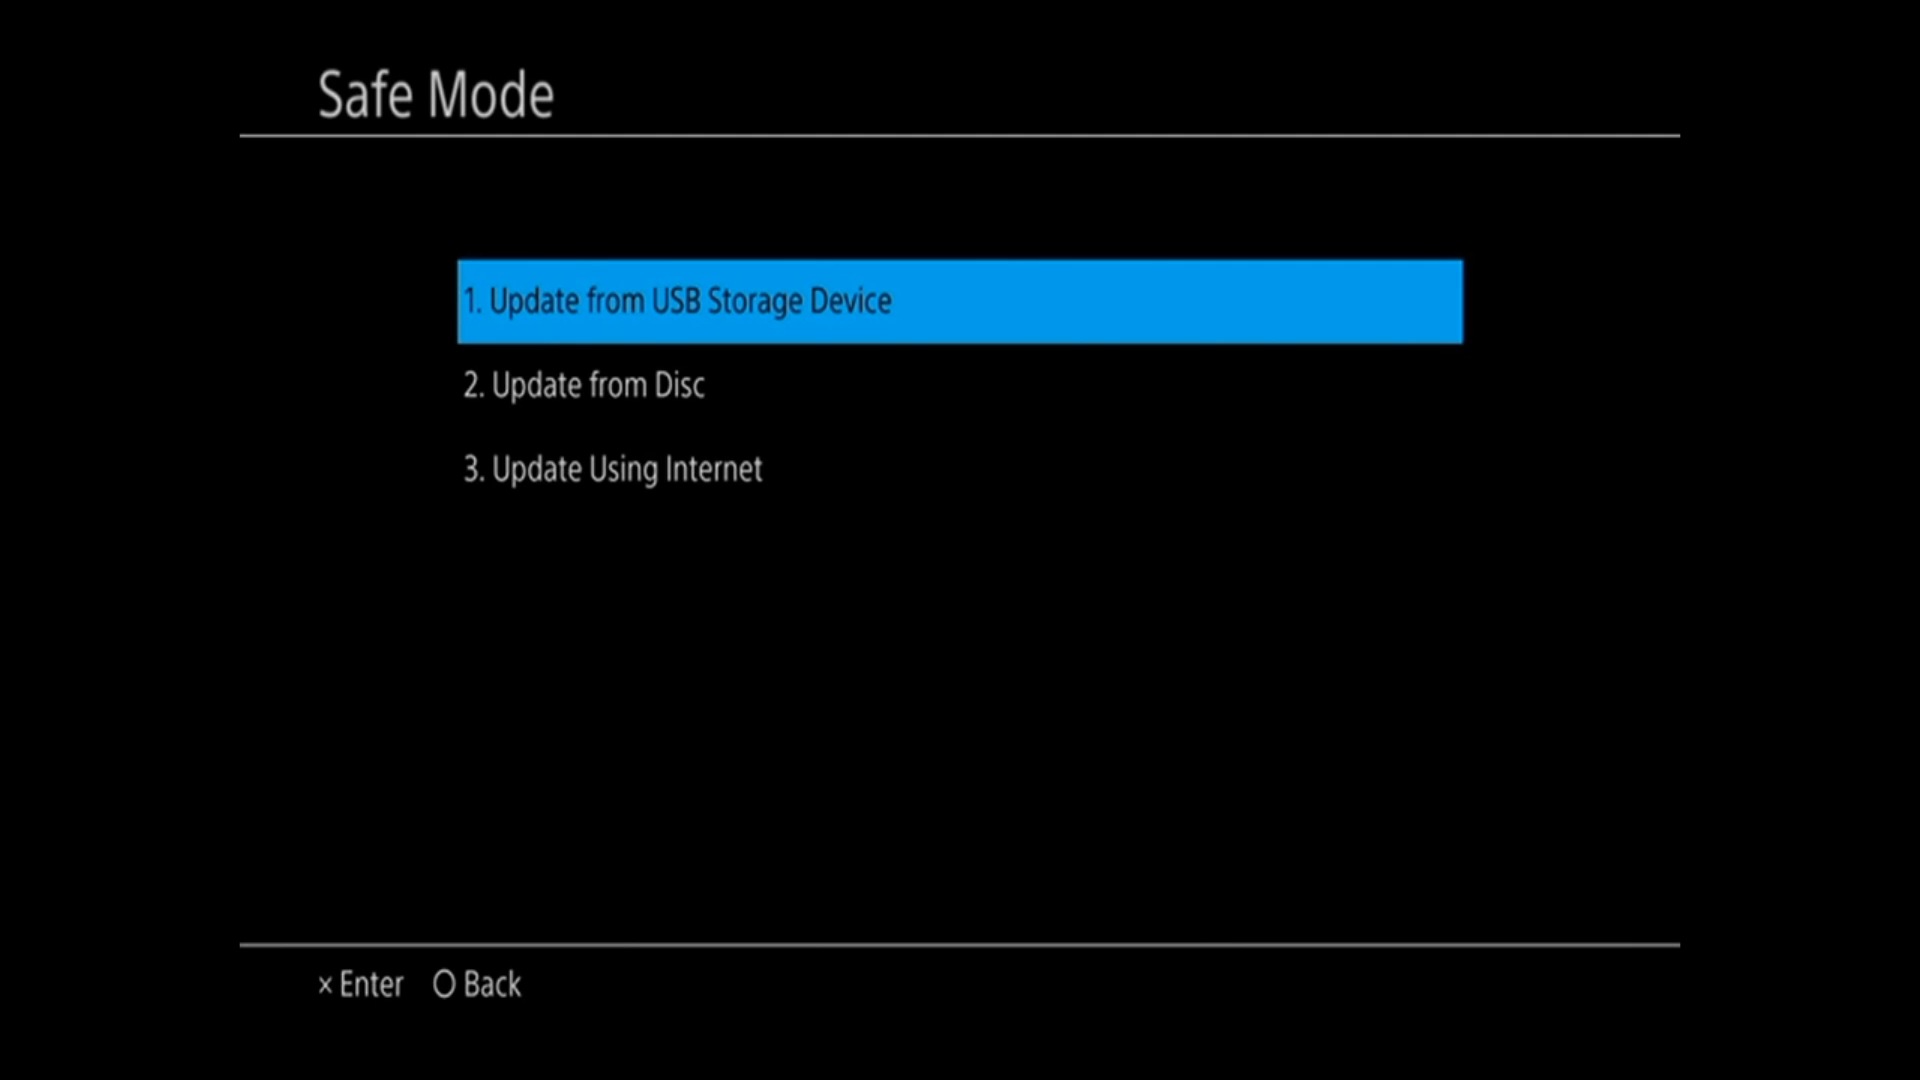 Safe Mode
1. Update from USB Storage Device
2. Update from Disc
3. Update Using Internet
× Enter ○ Back